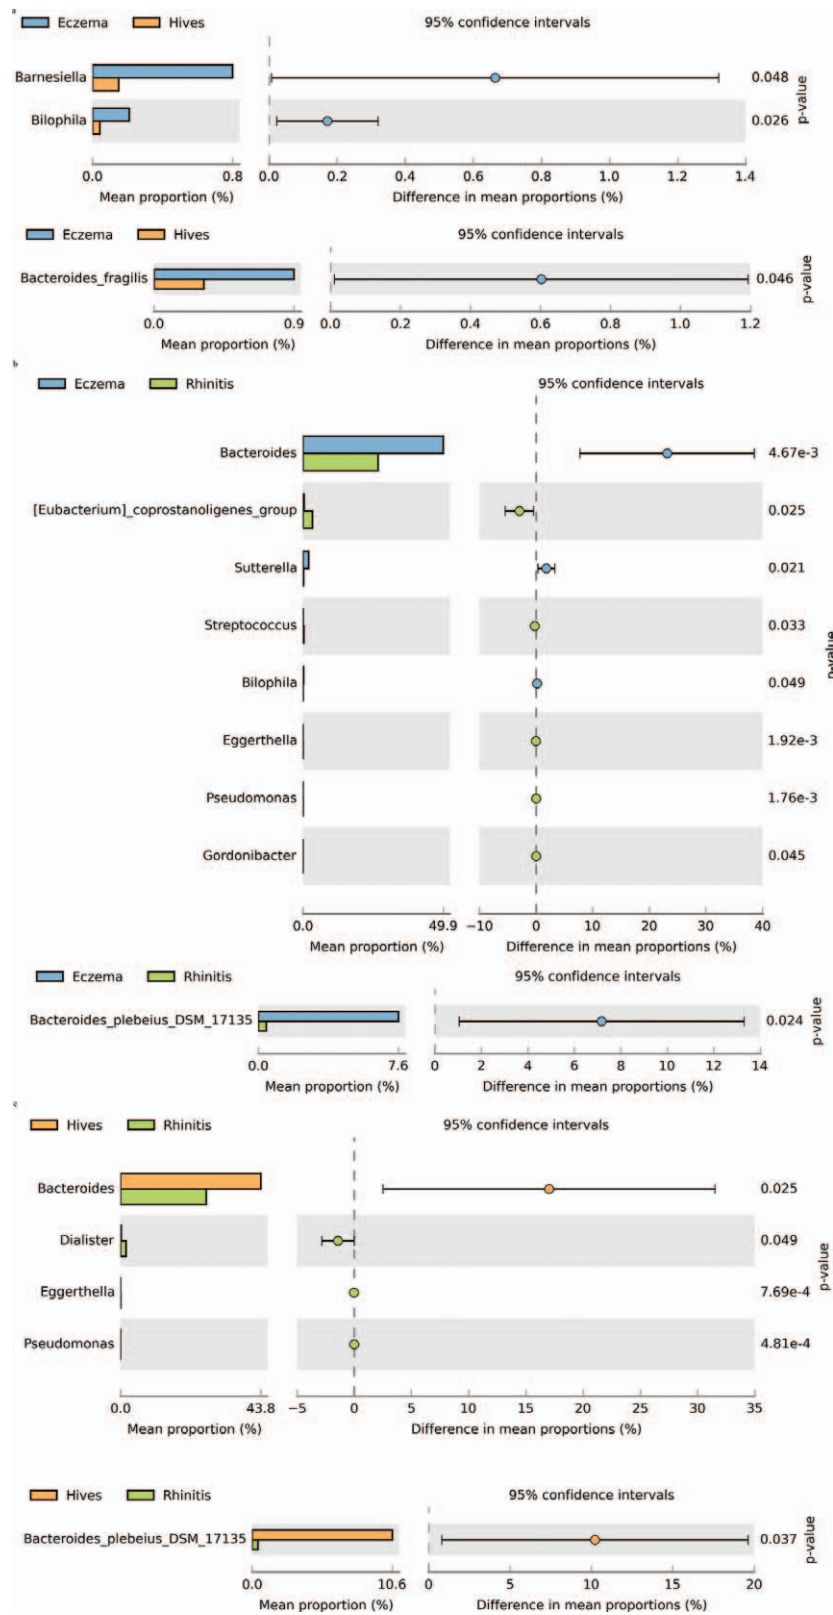 a
Eczema Hives 95% confidence intervals
Barnesiella 0.048
Bilophila 0.026
p-value
0.0 0.8 0.0 0.2 0.4 0.6 0.8 1.0 1.2 1.4
Mean proportion (%) Difference in mean proportions (%)
Eczema Hives 95% confidence intervals
Bacteroides_fragilis 0.046
p-value
0.0 0.9 0.0 0.2 0.4 0.6 0.8 1.0 1.2
Mean proportion (%) Difference in mean proportions (%)
b
Eczema Rhinitis 95% confidence intervals
Bacteroides 4.67e-3
[Eubacterium]_coprostanoligenes_group 0.025
Sutterella 0.021
Streptococcus 0.033
p-value
Bilophila 0.049
Eggerthella 1.92e-3
Pseudomonas 1.76e-3
Gordonibacter 0.045
0.0 49.9 −10 0 10 20 30 40
Mean proportion (%) Difference in mean proportions (%)
Eczema Rhinitis 95% confidence intervals
Bacteroides_plebeius_DSM_17135 0.024
p-value
0.0 7.6 0 2 4 6 8 10 12 14
Mean proportion (%) Difference in mean proportions (%)
c
Hives Rhinitis 95% confidence intervals
Bacteroides 0.025
Dialister 0.049
p-value
Eggerthella 7.69e-4
Pseudomonas 4.81e-4
0.0 43.8 −5 0 5 10 15 20 25 30 35
Mean proportion (%) Difference in mean proportions (%)
Hives Rhinitis 95% confidence intervals
Bacteroides_plebeius_DSM_17135 0.037
p-value
0.0 10.6 0 5 10 15 20
Mean proportion (%) Difference in mean proportions (%)